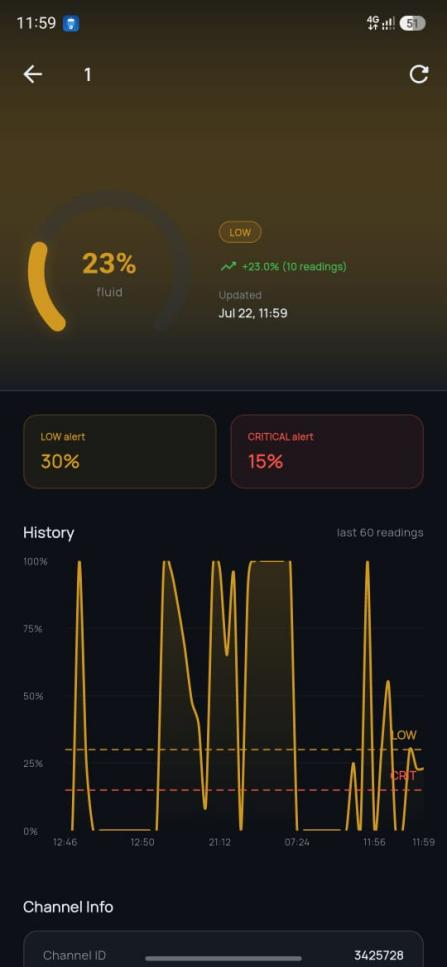 11:59
4G
51
1
23%
fluid
LOW
+23.0% (10 readings)
Updated
Jul 22, 11:59
LOW alert
30%
CRITICAL alert
15%
History
last 60 readings
100%
75%
50%
25%
0%
LOW
CRIT
12:46 12:50 21:12 07:24 11:56 11:59
Channel Info
Channel ID 3425728